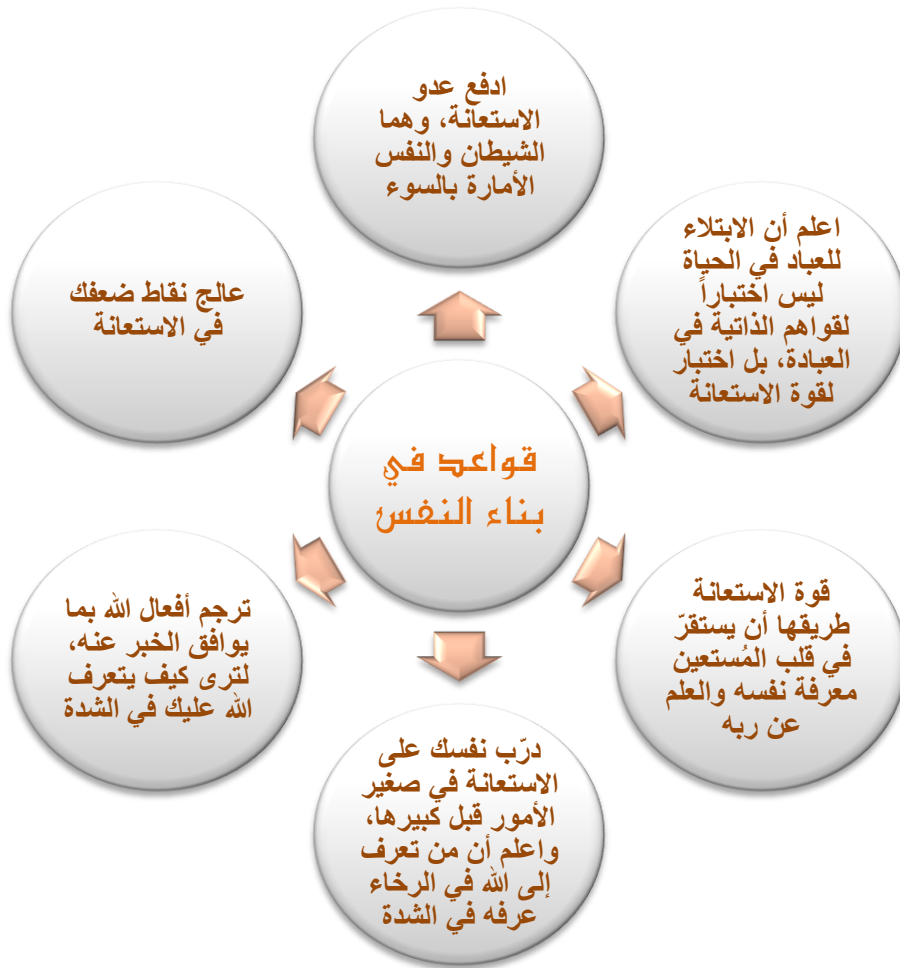 قواعد في
بناء النفس
ادفع عدو
الاستعانة، وهما
الشيطان والنفس
الأمارة بالسوء
اعلم أن الابتلاء
للعباد في الحياة
ليس اختباراً
لقواهم الذاتية في
العبادة، بل اختبار
لقوة الاستعانة
قوة الاستعانة
طريقها أن يستقرّ
في قلب المُستعين
معرفة نفسه والعلم
عن ربه
درّب نفسك على
الاستعانة في صغير
الأمور قبل كبيرها،
واعلم أن من تعرف
إلى الله في الرخاء
عرفه في الشدة
ترجم أفعال الله بما
يوافق الخبر عنه،
لترى كيف يتعرف
الله عليك في الشدة
عالج نقاط ضعفك
في الاستعانة